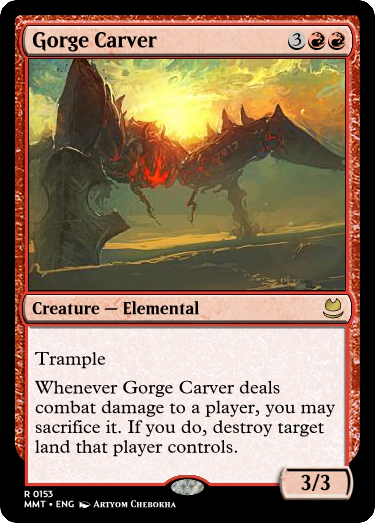 Gorge Carver 3
Creature — Elemental
Trample
Whenever Gorge Carver deals
combat damage to a player, you may
sacrifice it. If you do, destroy target
land that player controls.
3/3
R 0153
MMT • ENG Artyom Chebokha